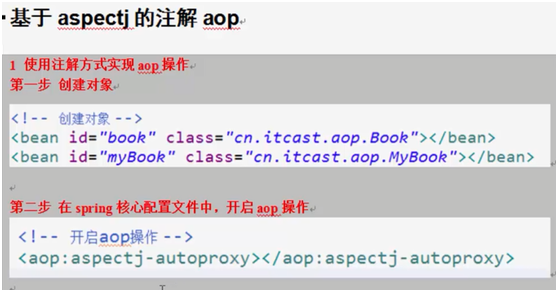 基于 aspectj 的注解 aop
1 使用注解方式实现 aop 操作
第一步 创建对象
<!-- 创建对象 -->
<bean id="book" class="cn.itcast.aop.Book"></bean>
<bean id="myBook" class="cn.itcast.aop.MyBook"></bean>
第二步 在 spring 核心配置文件中，开启 aop 操作
<!-- 开启aop操作 -->
<aop:aspectj-autoproxy></aop:aspectj-autoproxy>